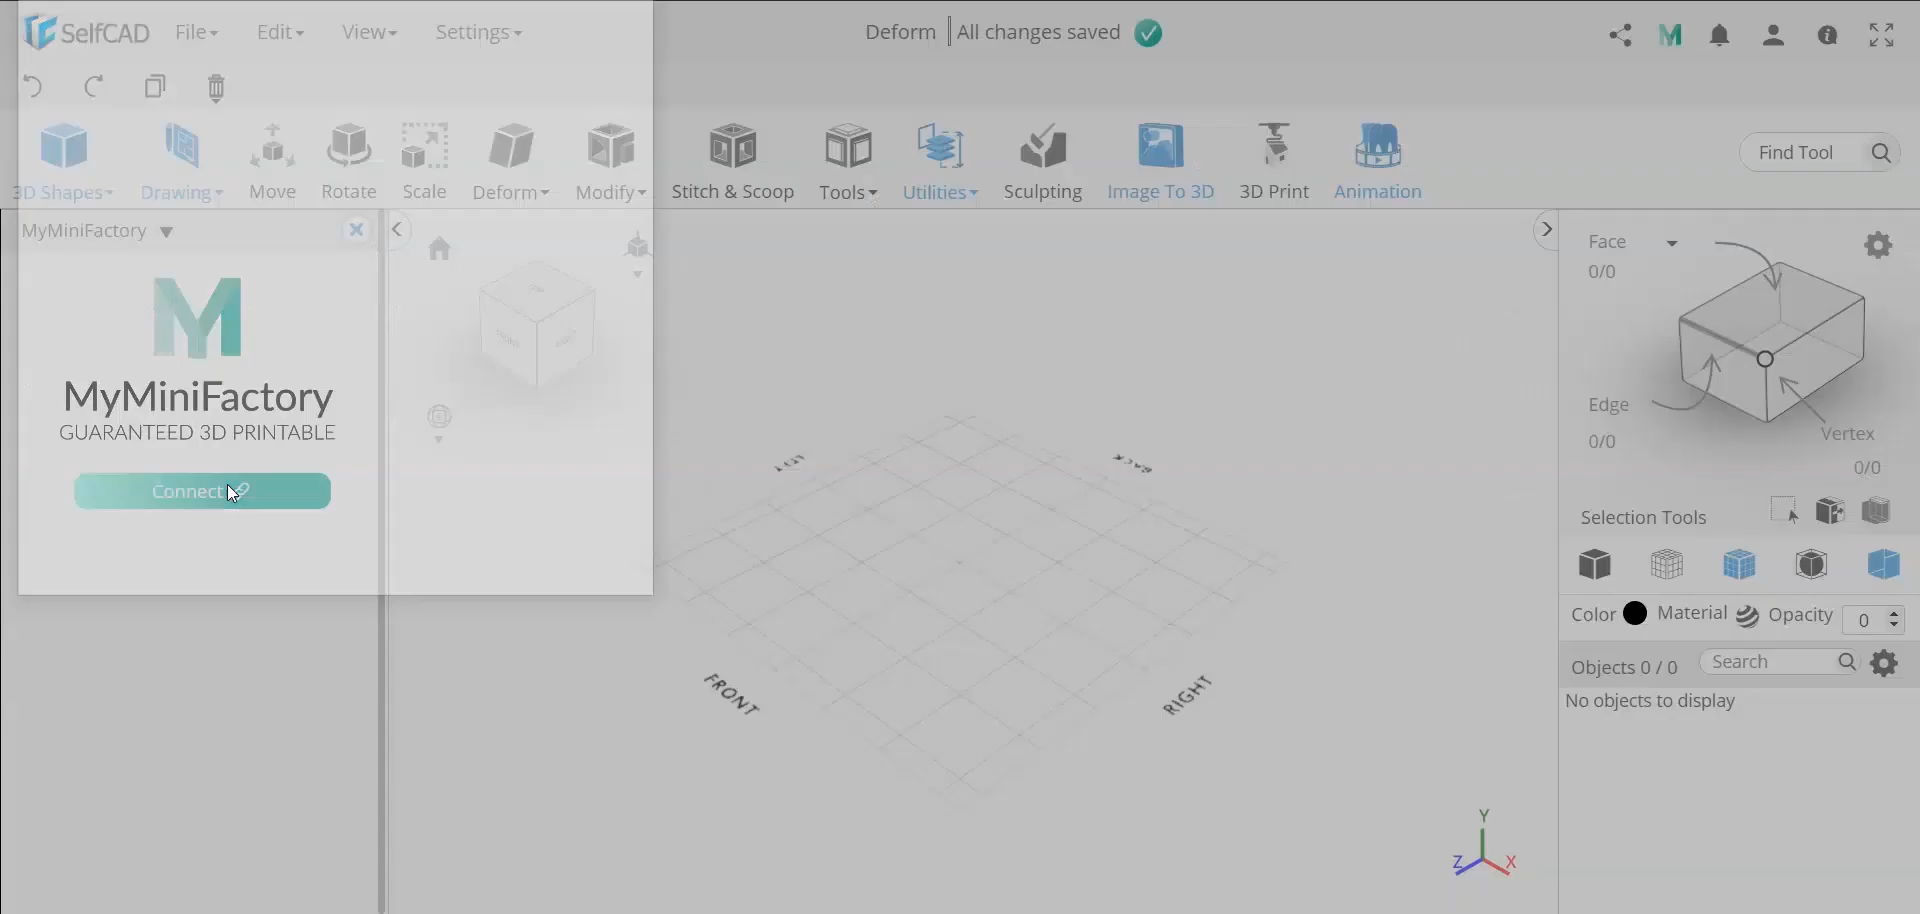 SelfCAD File Edit View Settings Deform All changes saved
3D Shapes Drawing Move Rotate Scale Deform Modify Stitch & Scoop Tools Utilities Sculpting Image To 3D 3D Print Animation Find Tool
MyMiniFactory
M
MyMiniFactory
GUARANTEED 3D PRINTABLE
Connect
FRONT
LEFT
BACK
FRONT
RIGHT
Y
Z
X
Face
0/0
Edge
0/0
Vertex
0/0
Selection Tools
Color Material Opacity 0
Objects 0 / 0 Search
No objects to display